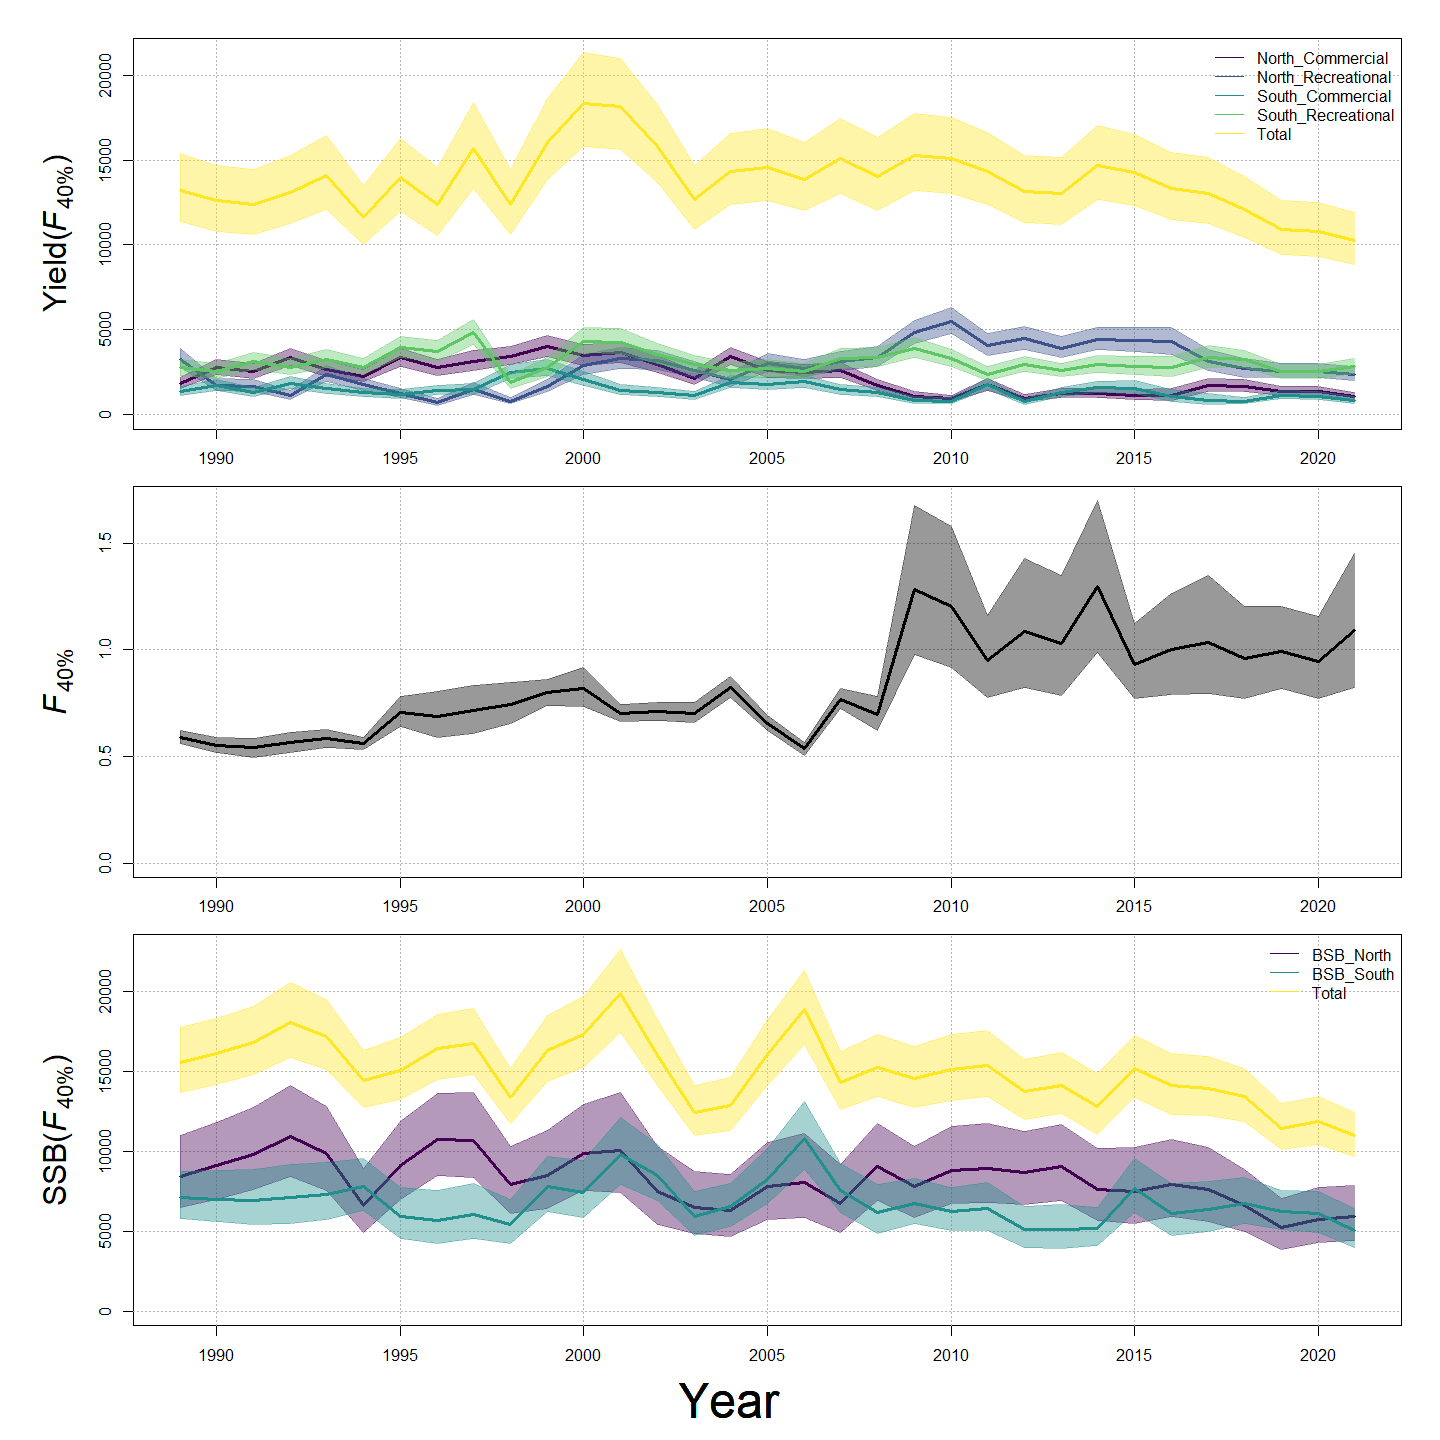 Yield(F40%)
20000
15000
10000
5000
0
North_Commercial
North_Recreational
South_Commercial
South_Recreational
Total
1990 1995 2000 2005 2010 2015 2020
F40%
1.5
1.0
0.5
0.0
1990 1995 2000 2005 2010 2015 2020
SSB(F40%)
20000
15000
10000
5000
0
BSB_North
BSB_South
Total
1990 1995 2000 2005 2010 2015 2020
Year